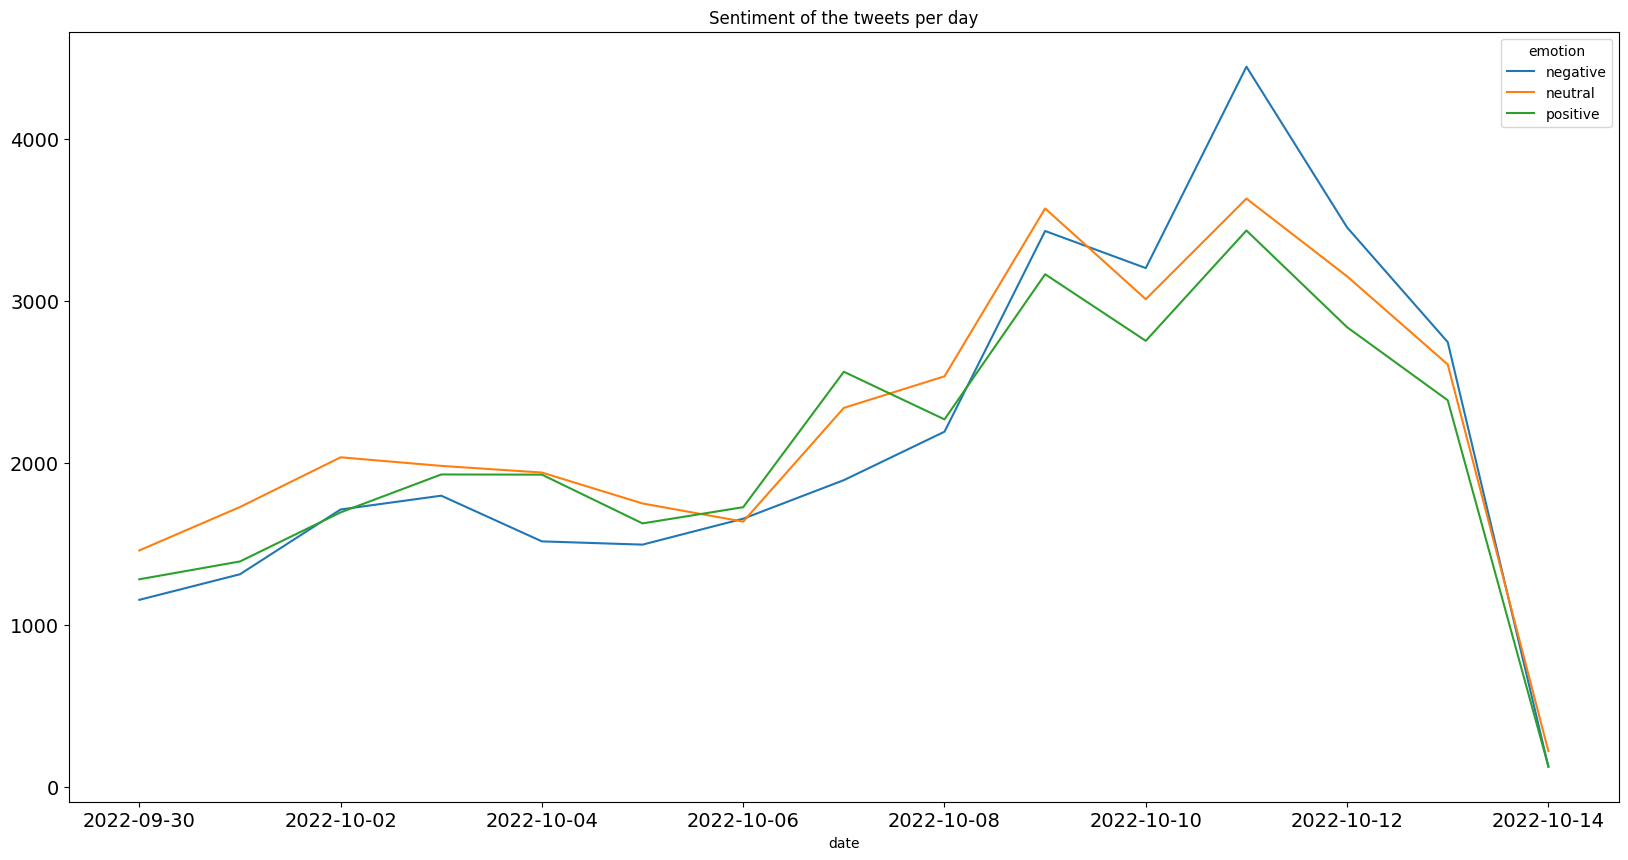 Sentiment of the tweets per day
emotion
negative
neutral
positive
4000
3000
2000
1000
0
2022-09-30 2022-10-02 2022-10-04 2022-10-06 2022-10-08 2022-10-10 2022-10-12 2022-10-14
date